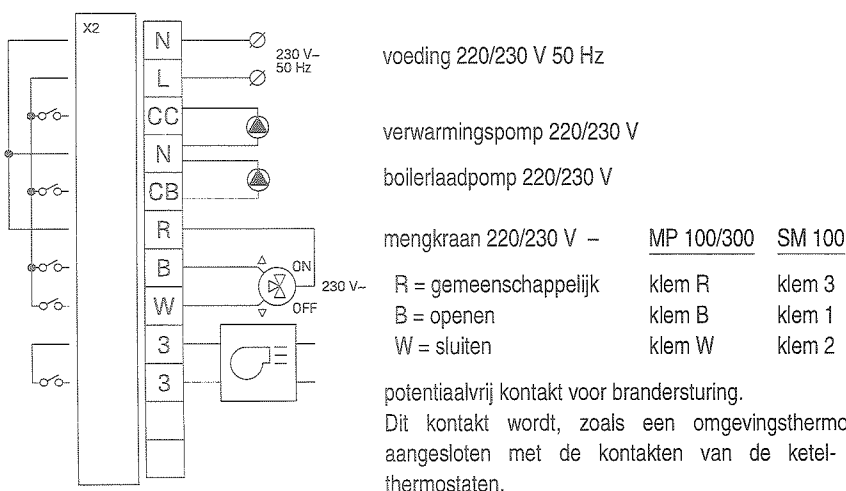 X2
N
L
CC
N
CB
R
B
W
3
3
230 V~
50 Hz
ON
OFF
230 V~
voeding 220/230 V 50 Hz
verwarmingspomp 220/230 V
boilerlaadpomp 220/230 V
mengkraan 220/230 V – MP 100/300 SM 100
R = gemeenschappelijk klem R klem 3
B = openen klem B klem 1
W = sluiten klem W klem 2
potentiaalvrij kontakt voor brandersturing.
Dit kontakt wordt, zoals een omgevingsthermo
aangesloten met de kontakten van de ketel-
thermostaten.